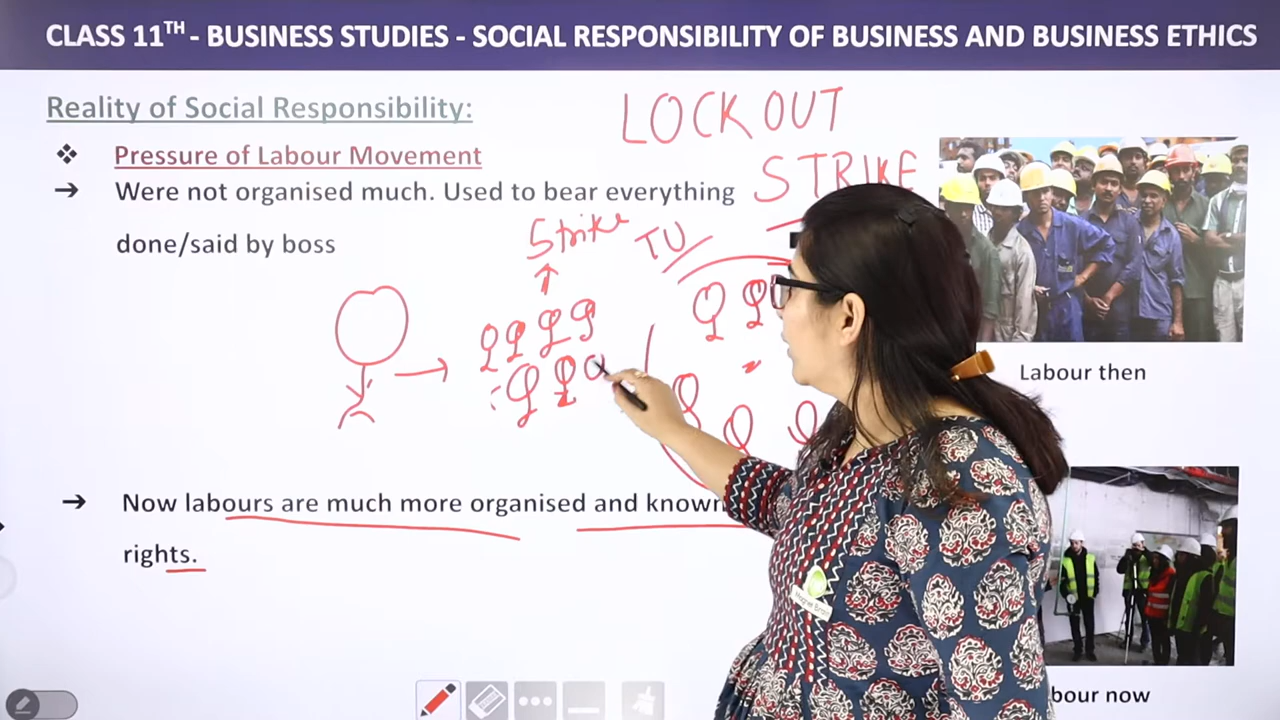 CLASS 11TH - BUSINESS STUDIES - SOCIAL RESPONSIBILITY OF BUSINESS AND BUSINESS ETHICS
Reality of Social Responsibility:
LOCKOUT
❖ Pressure of Labour Movement
STRIKE
➔ Were not organised much. Used to bear everything
done/said by boss
Strike
TU
Labour then
➔ Now labours are much more organised and known
rights.
bour now